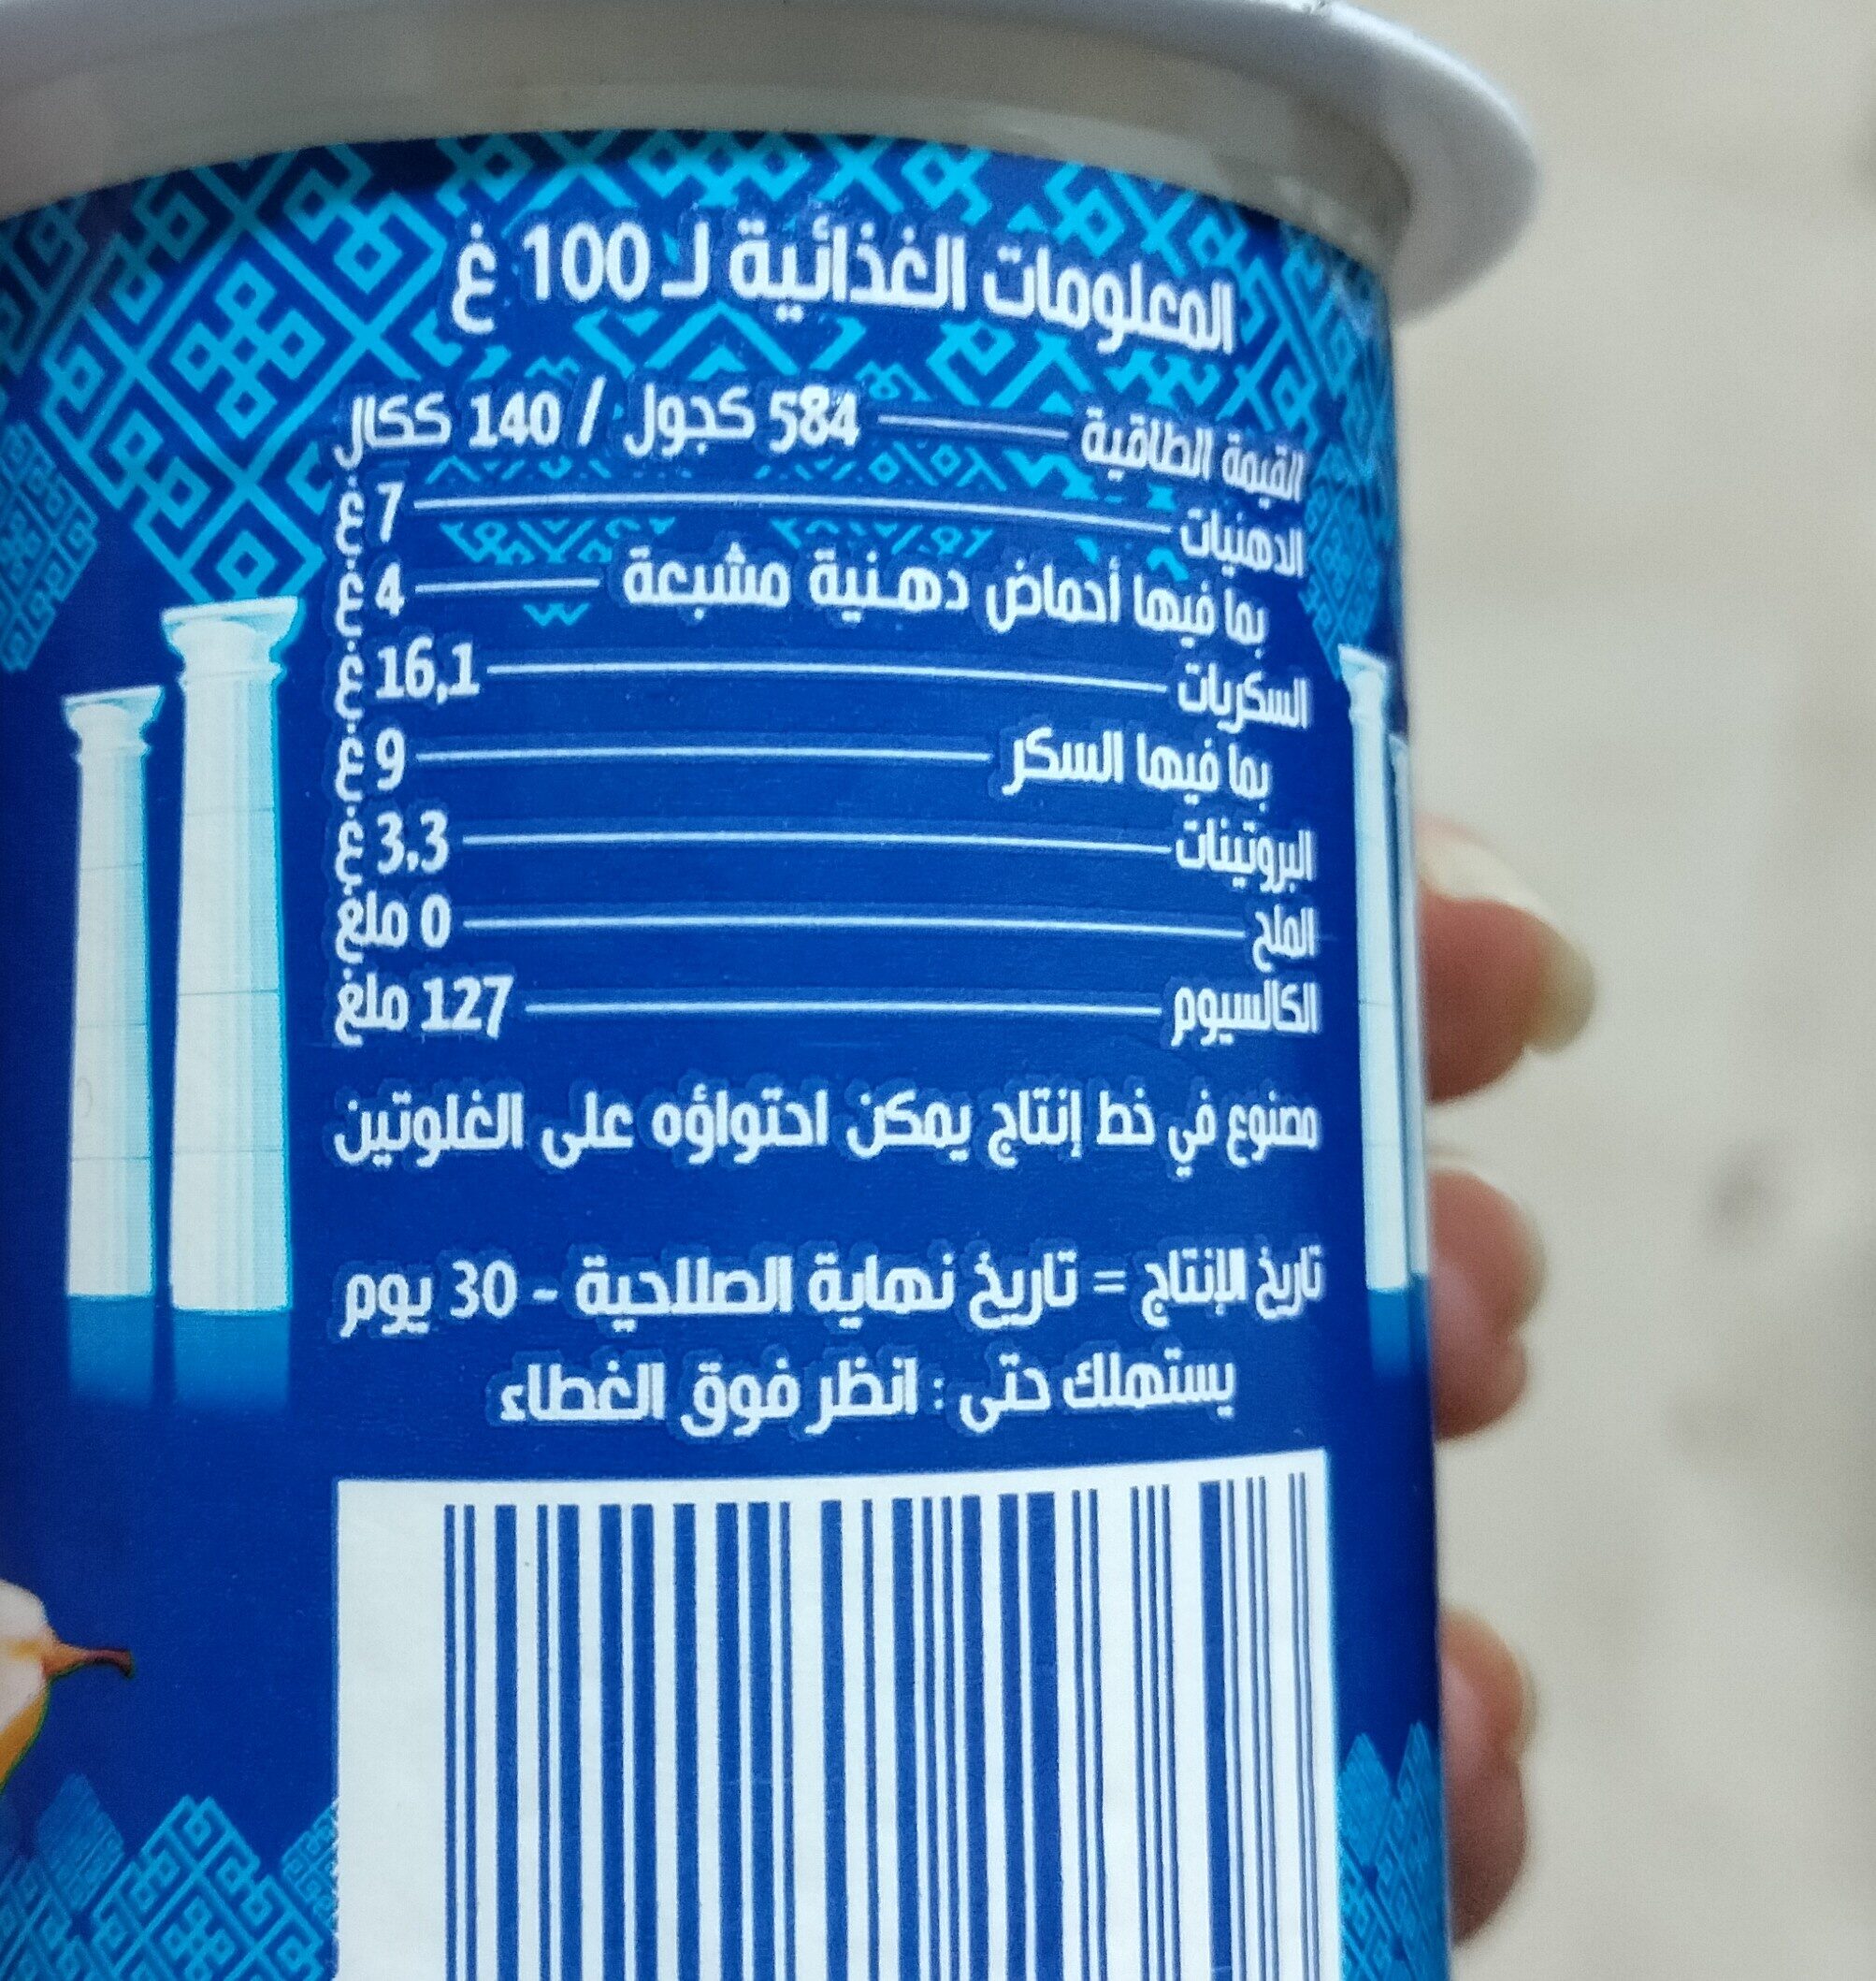 المعلومات الغذائية لـ 100 غ
القيمة الطاقية 584 كجول / 140 ككال
الدهنيات 7 غ
بما فيها أحماض دهنية مشبعة 4 غ
السكريات 16,1 غ
بما فيها السكر 9 غ
البروتينات 3,3 غ
الملح 0 ملغ
الكالسيوم 127 ملغ
مصنوع في خط إنتاج يمكن احتواؤه على الغلوتين
تاريخ الإنتاج = تاريخ نهاية الصلاحية - 30 يوم
يستهلك حتى : انظر فوق الغطاء